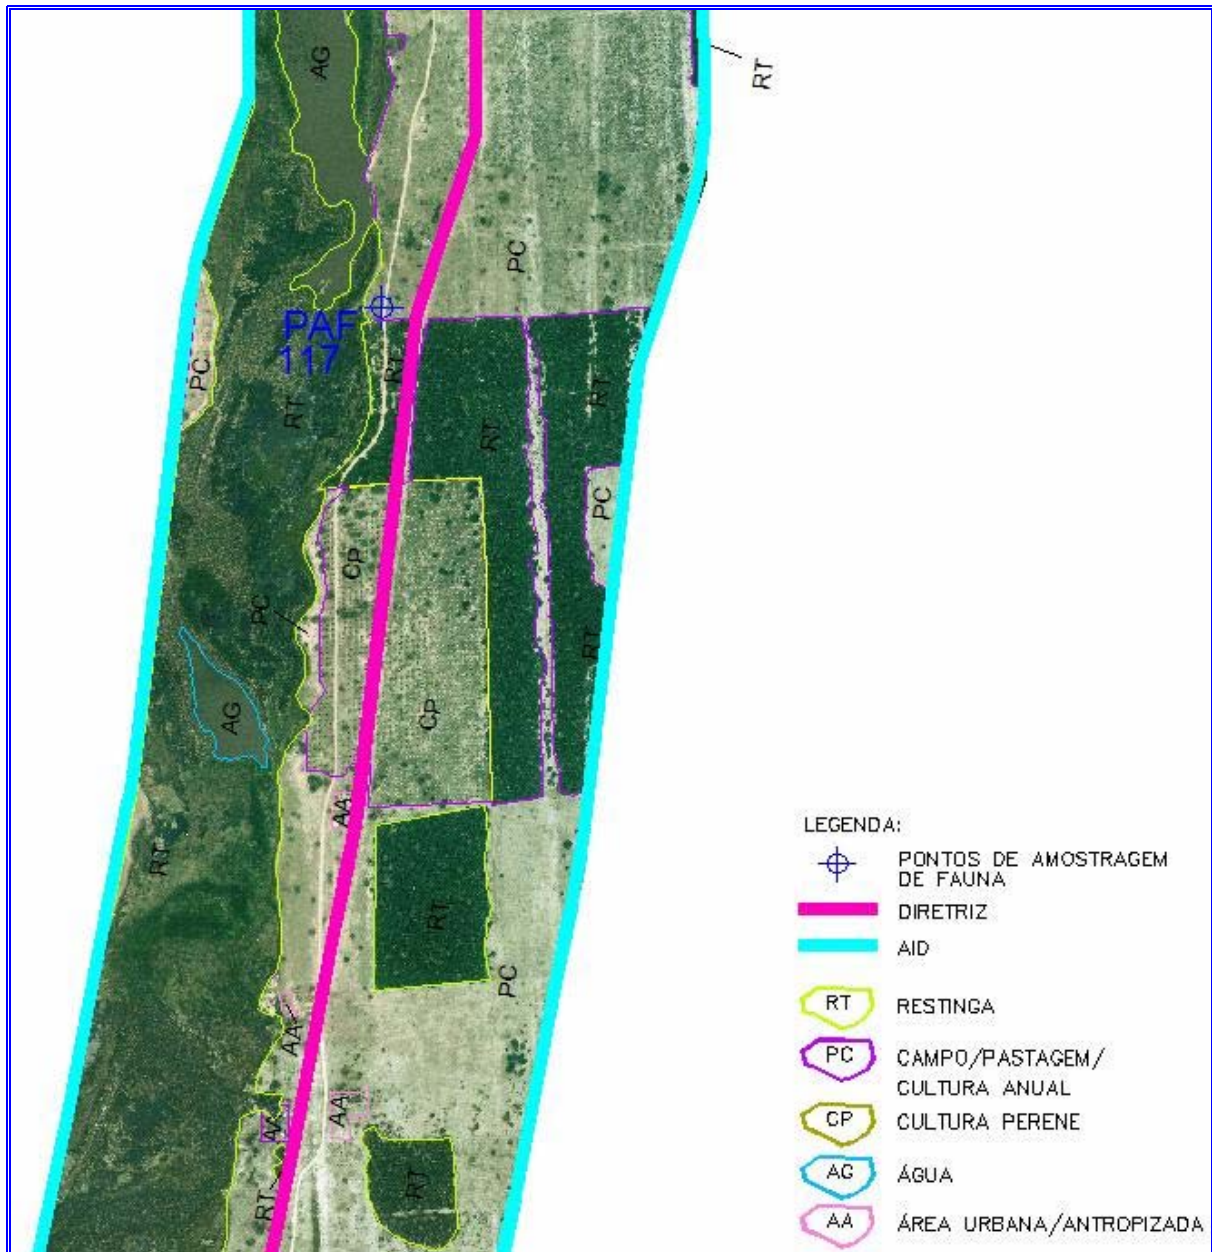 AG
RT
PC
PAF
117
RT
PC
RT
RT
RT
PC
CP
PC
RT
AG
CP
AA
RT
RT
PC
AA
AA
RT
RT
LEGENDA:
PONTOS DE AMOSTRAGEM
DE FAUNA
DIRETRIZ
AID
RT RESTINGA
PC CAMPO/PASTAGEM/
CULTURA ANUAL
CP CULTURA PERENE
AG ÁGUA
AA ÁREA URBANA/ANTROPIZADA